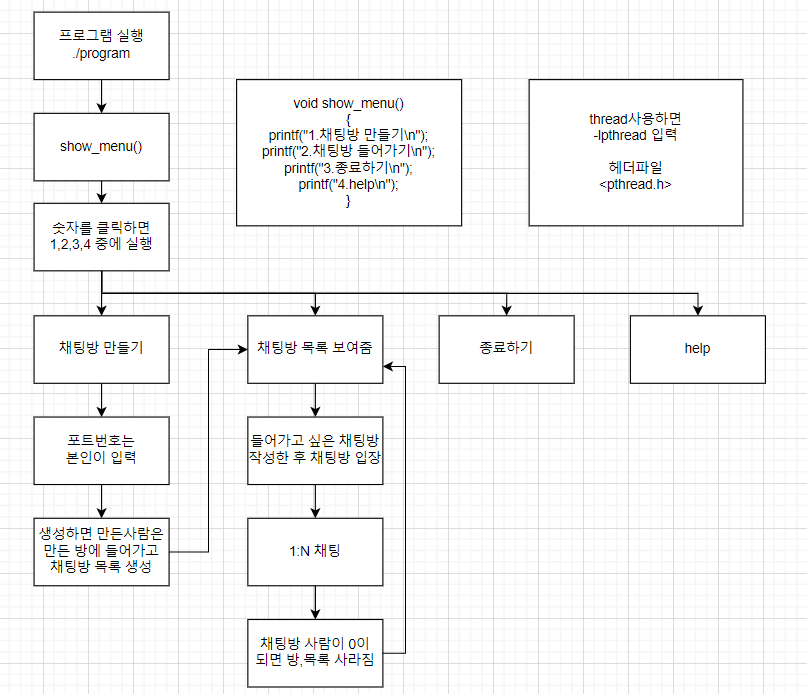 프로그램 실행
./program
show_menu()
숫자를 클릭하면
1,2,3,4 중에 실행
void show_menu()
{
printf("1.채팅방 만들기\n");
printf("2.채팅방 들어가기\n");
printf("3.종료하기\n");
printf("4.help\n");
}
thread사용하면
-lpthread 입력
헤더파일
<pthread.h>
채팅방 만들기
채팅방 목록 보여줌
종료하기
help
포트번호는
본인이 입력
들어가고 싶은 채팅방
작성한 후 채팅방 입장
생성하면 만든사람은
만든 방에 들어가고
채팅방 목록 생성
1:N 채팅
채팅방 사람이 0이
되면 방,목록 사라짐